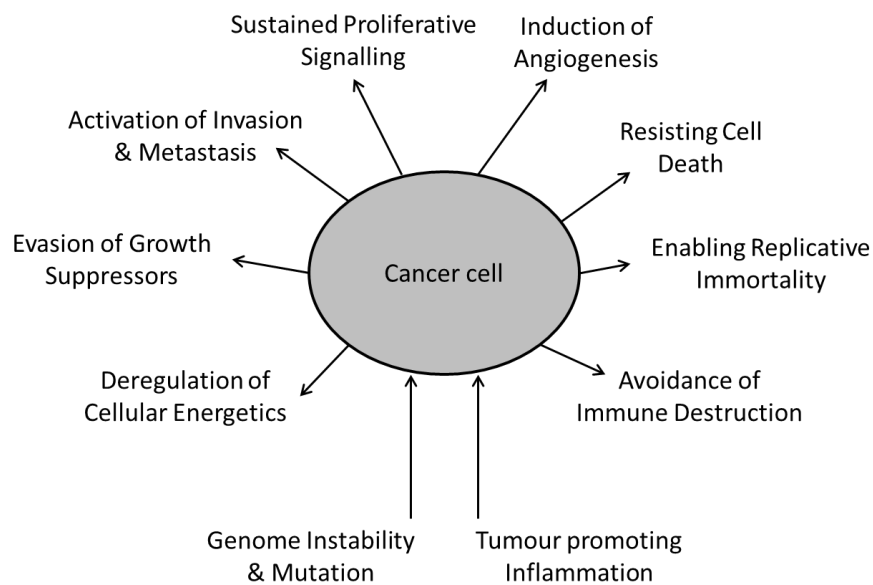 Sustained Proliferative
Signalling
Induction of
Angiogenesis
Activation of Invasion
& Metastasis
Resisting Cell
Death
Evasion of Growth
Suppressors
Cancer cell
Enabling Replicative
Immortality
Deregulation of
Cellular Energetics
Avoidance of
Immune Destruction
Genome Instability
& Mutation
Tumour promoting
Inflammation